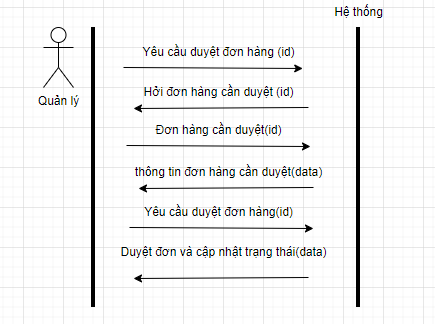 Hệ thống
Yêu cầu duyệt đơn hàng (id)
Hởi đơn hàng cần duyệt (id)
Quản lý
Đơn hàng cần duyệt(id)
thông tin đơn hàng cần duyệt(data)
Yêu cầu duyệt đơn hàng(id)
Duyệt đơn và cập nhật trạng thái(data)